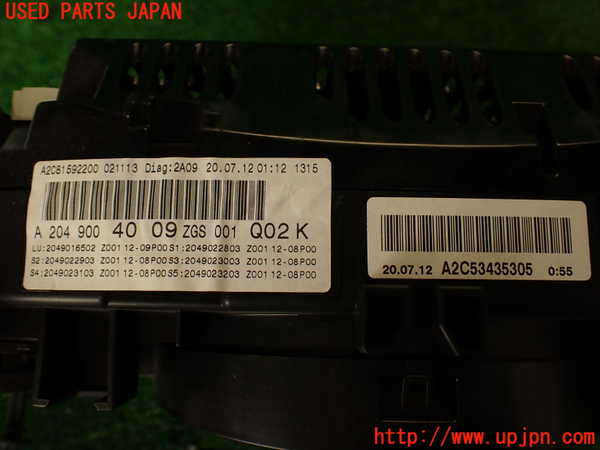 USED PARTS JAPAN
A2C81592200 021113 Diag:2A09 20.07.12 01:12 1315
A 204 900 40 09 ZGS 001 Q02 K
LU:2049016502 Z001 12-09P00 S1:2049022803 Z001 12-08P00
S2:2049022903 Z001 12-08P00 S3:2049023003 Z001 12-08P00
S4:2049023103 Z001 12-08P00 S5:2049023203 Z001 12-08P00
20.07.12 A2C53435305 0:55
http://www.upjpn.com